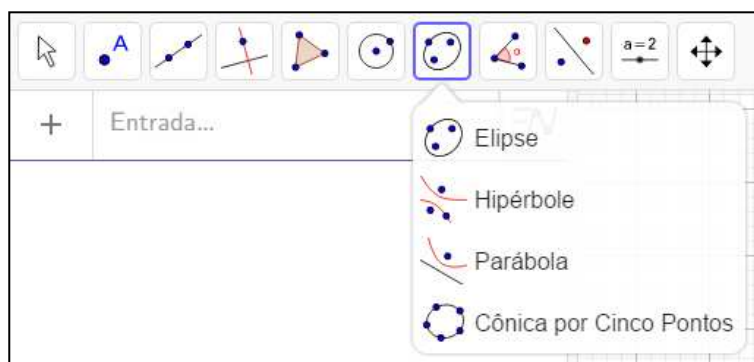 A
a=2
+ Entrada...
Elipse
Hipérbole
Parábola
Cônica por Cinco Pontos